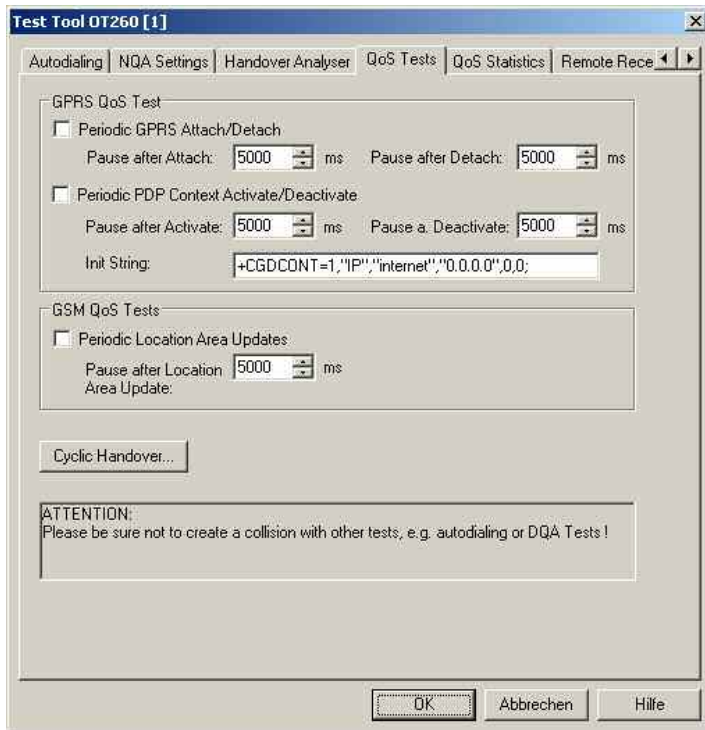 Test Tool OT260 [1]
Autodialing NQA Settings Handover Analyser QoS Tests QoS Statistics Remote Rece
GPRS QoS Test
Periodic GPRS Attach/Detach
Pause after Attach: 5000 ms Pause after Detach: 5000 ms
Periodic PDP Context Activate/Deactivate
Pause after Activate: 5000 ms Pause a. Deactivate: 5000 ms
Init String: +CGDCONT=1,"IP","internet","0.0.0.0",0,0;
GSM QoS Tests
Periodic Location Area Updates
Pause after Location 5000 ms
Area Update:
Cyclic Handover...
ATTENTION:
Please be sure not to create a collision with other tests, e.g. autodialing or DQA Tests !
OK Abbrechen Hilfe